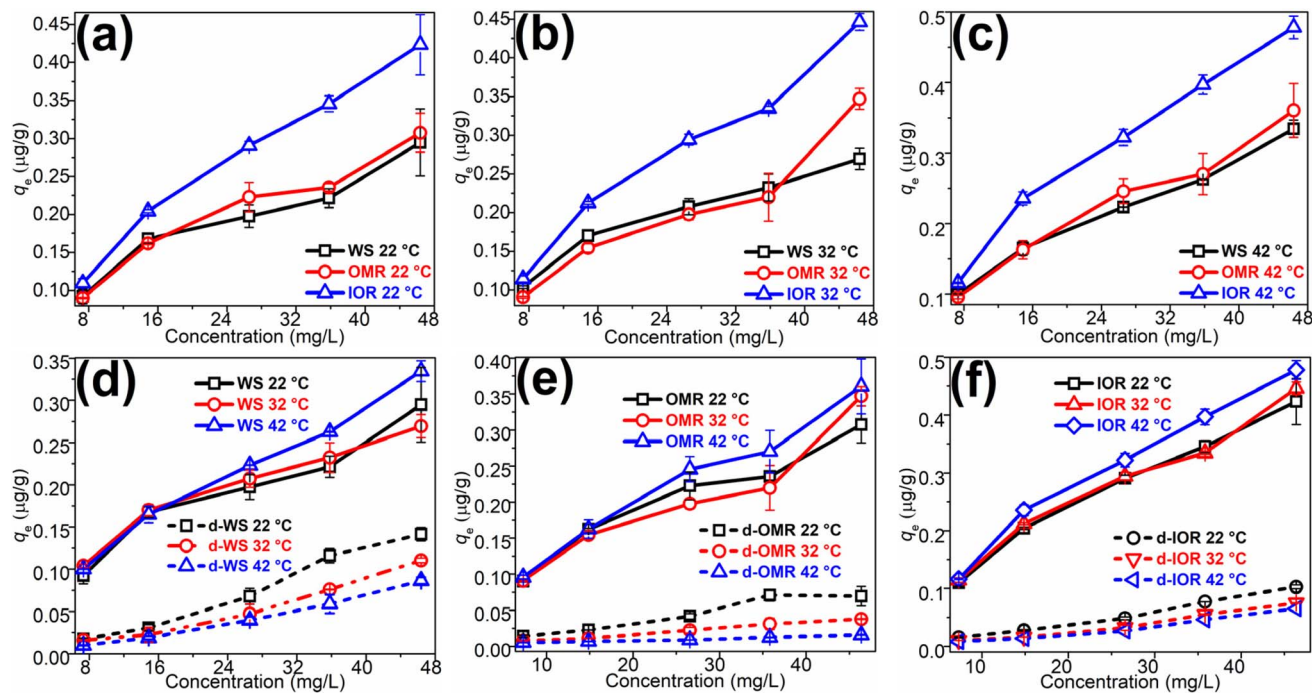 (a)
0.45
0.40
0.35
0.30
0.25
0.20
0.15
0.10
qe (μg/g)
WS 22 °C
OMR 22 °C
IOR 22 °C
8 16 24 32 40 48
Concentration (mg/L)
(b)
0.45
0.40
0.35
0.30
0.25
0.20
0.15
0.10
qe (μg/g)
WS 32 °C
OMR 32 °C
IOR 32 °C
8 16 24 32 40 48
Concentration (mg/L)
(c)
0.5
0.4
0.3
0.2
0.1
qe (μg/g)
WS 42 °C
OMR 42 °C
IOR 42 °C
8 16 24 32 40 48
Concentration (mg/L)
(d)
0.30
0.25
0.20
0.15
0.10
0.05
0.00
qe (μg/g)
WS 22 °C
WS 32 °C
WS 42 °C
d-WS 22 °C
d-WS 32 °C
d-WS 42 °C
8 16 24 32 40 48
Concentration (mg/L)
(e)
0.40
0.35
0.30
0.25
0.20
0.15
0.10
0.05
0.00
qe (μg/g)
OMR 22 °C
OMR 32 °C
OMR 42 °C
d-OMR 22 °C
d-OMR 32 °C
d-OMR 42 °C
10 20 30 40
Concentration (mg/L)
(f)
0.5
0.4
0.3
0.2
0.1
0.0
qe (μg/g)
IOR 22 °C
IOR 32 °C
IOR 42 °C
d-IOR 22 °C
d-IOR 32 °C
d-IOR 42 °C
10 20 30 40
Concentration (mg/L)